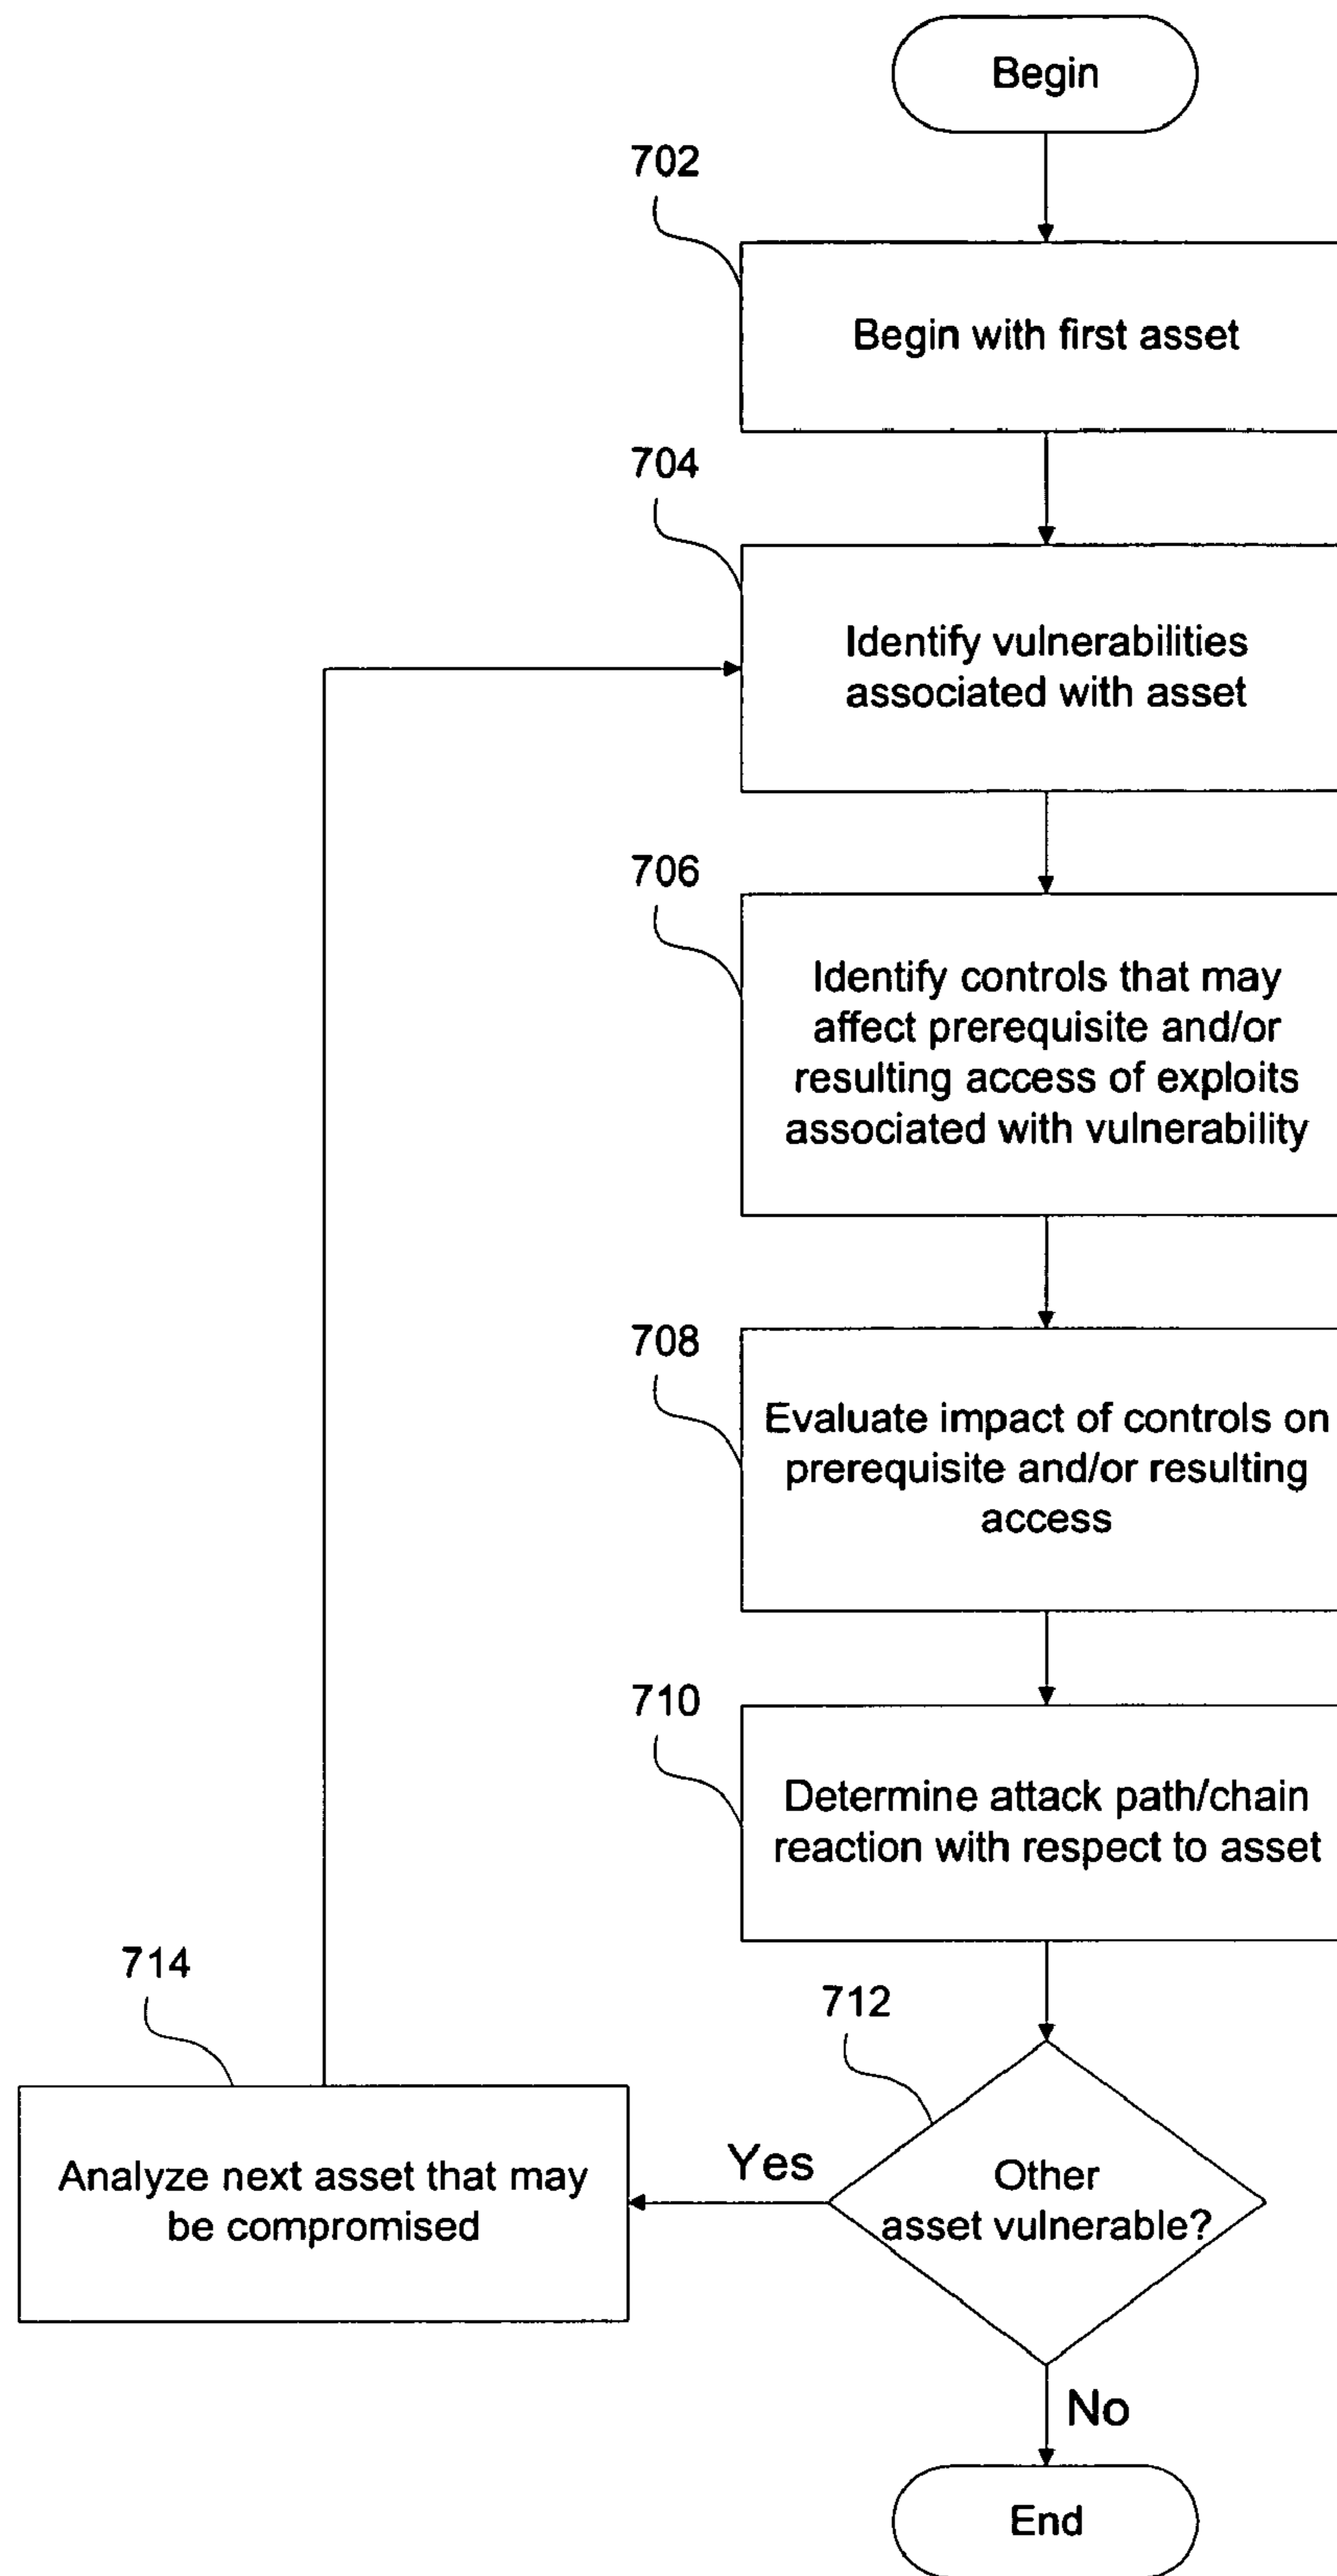 Begin
702
Begin with first asset
704
Identify vulnerabilities
associated with asset
706
Identify controls that may
affect prerequisite and/or
resulting access of exploits
associated with vulnerability
708
Evaluate impact of controls on
prerequisite and/or resulting
access
710
Determine attack path/chain
reaction with respect to asset
712
Other
asset vulnerable?
Yes
714
Analyze next asset that may
be compromised
No
End